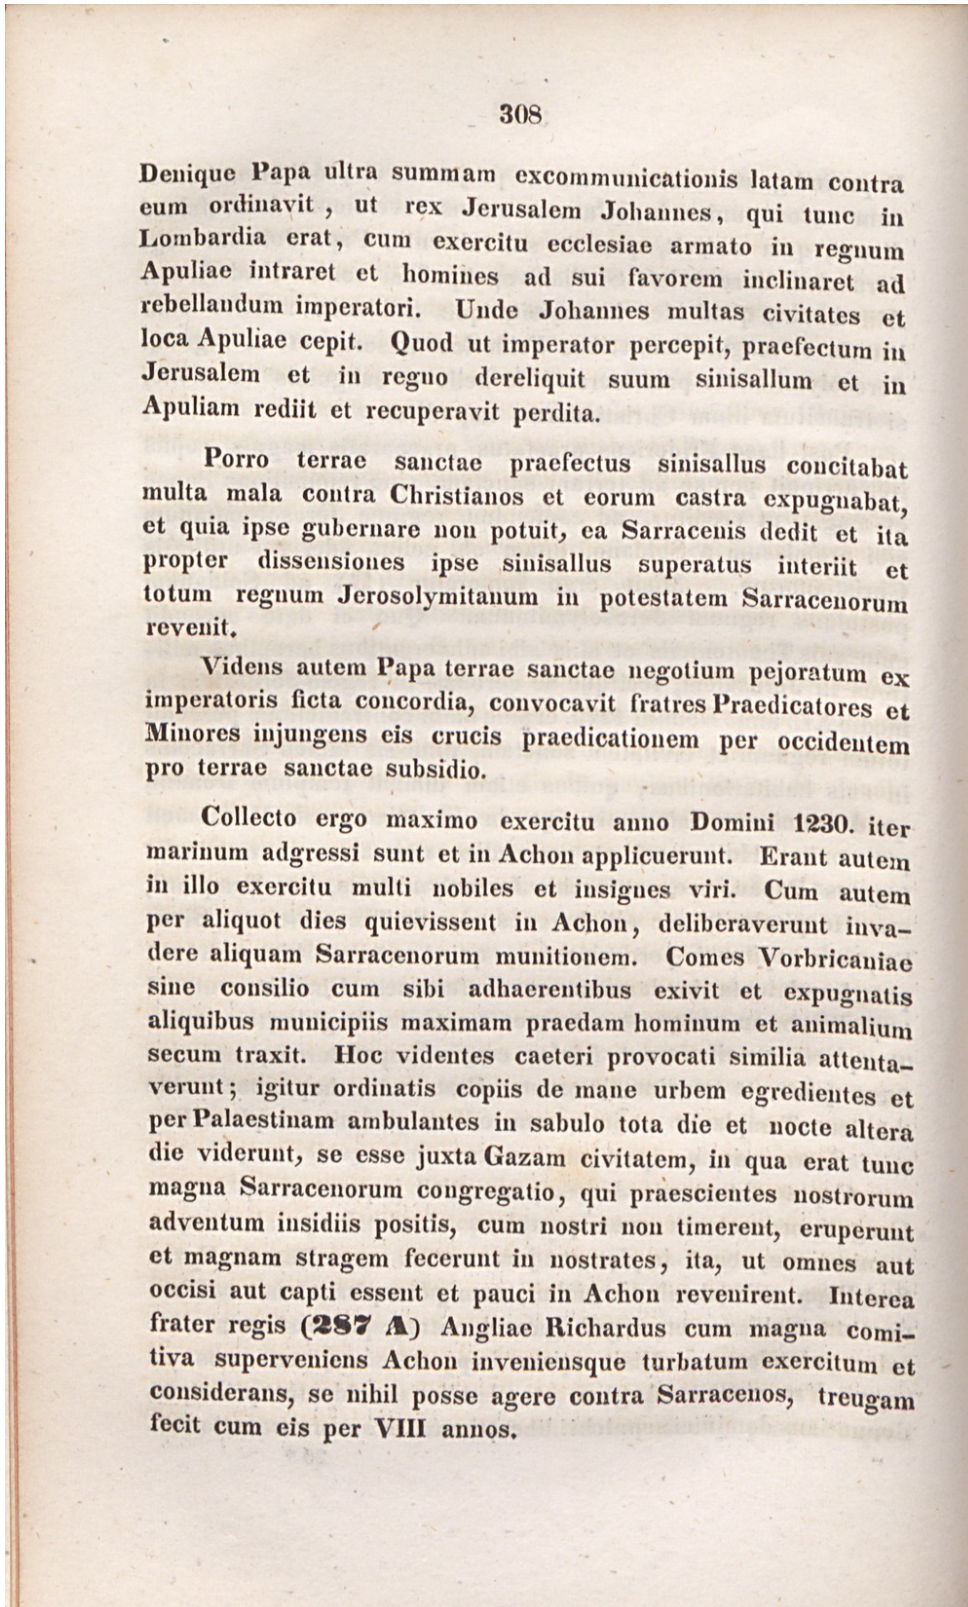 308
Denique Papa ultra summam excommunicationis latam contra
eum ordinavit , ut rex Jerusalem Johannes, qui tunc in
Lombardia erat, cum exercitu ecclesiae armato in regnum
Apuliae intraret et homines ad sui favorem inclinaret ad
rebellandum imperatori. Unde Johannes multas civitates et
loca Apuliae cepit. Quod ut imperator percepit, praefectum in
Jerusalem et in regno dereliquit suum sinisallum et in
Apuliam rediit et recuperavit perdita.
Porro terrae sanctae praefectus sinisallus concitabat
multa mala contra Christianos et eorum castra expugnabat,
et quia ipse gubernare non potuit, ea Sarracenis dedit et ita
propter dissensiones ipse sinisallus superatus interiit et
totum regnum Jerosolymitanum in potestatem Sarracenorum
revenit.
Videns autem Papa terrae sanctae negotium pejoratum ex
imperatoris ficta concordia, convocavit fratres Praedicatores et
Minores injungens eis crucis praedicationem per occidentem
pro terrae sanctae subsidio.
Collecto ergo maximo exercitu anno Domini 1230. iter
marinum adgressi sunt et in Achon applicuerunt. Erant autem
in illo exercitu multi nobiles et insignes viri. Cum autem
per aliquot dies quievissent in Achon, deliberaverunt inva-
dere aliquam Sarracenorum munitionem. Comes Vorbricaniae
sine consilio cum sibi adhaerentibus exivit et expugnatis
aliquibus municipiis maximam praedam hominum et animalium
secum traxit. Hoc videntes caeteri provocati similia attenta-
verunt; igitur ordinatis copiis de mane urbem egredientes et
per Palaestinam ambulantes in sabulo tota die et nocte altera
die viderunt, se esse juxta Gazam civitatem, in qua erat tunc
magna Sarracenorum congregatio, qui praescientes nostrorum
adventum insidiis positis, cum nostri non timerent, eruperunt
et magnam stragem fecerunt in nostrates, ita, ut omnes aut
occisi aut capti essent et pauci in Achon revenirent. Interea
frater regis (287 A) Angliae Richardus cum magna comi-
tiva superveniens Achon inveniensque turbatum exercitum et
considerans, se nihil posse agere contra Sarracenos, treugam
fecit cum eis per VIII annos.